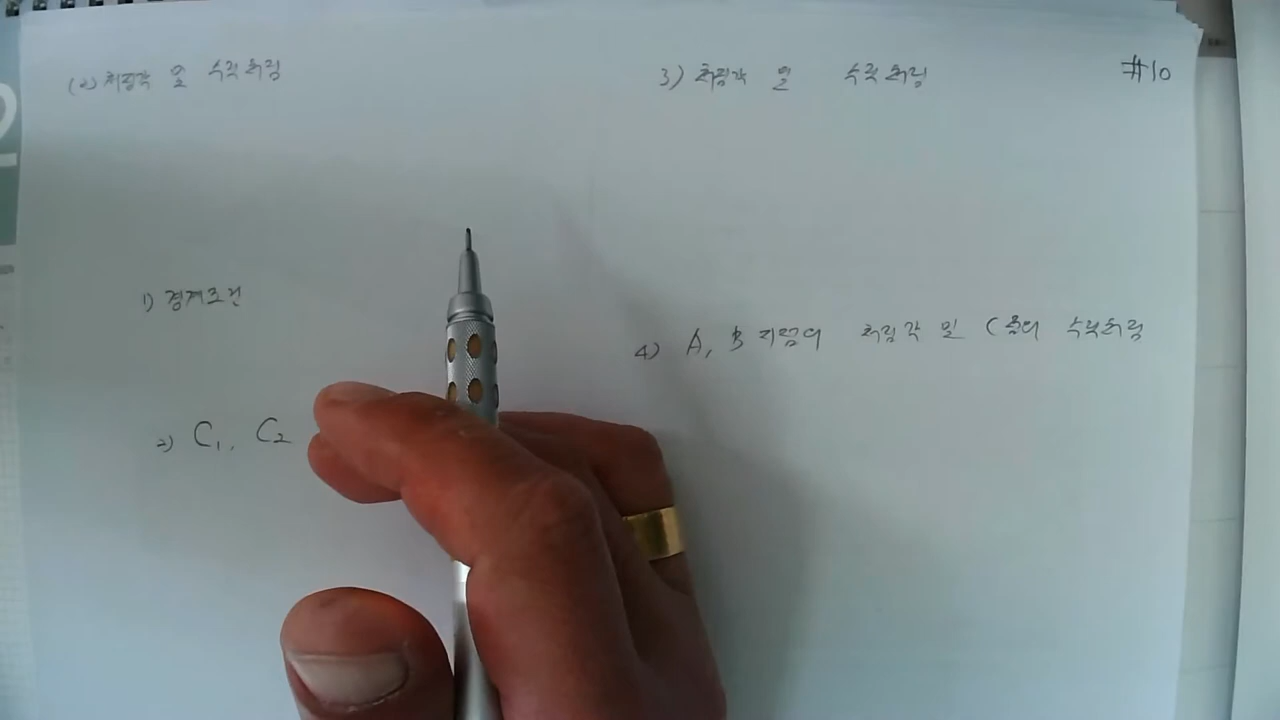 (2) 처짐각 및 수직처짐
1) 경계조건
2) C₁, C₂
3) 처짐각 및 수직처짐
#10
4) A, B 지점의 처짐각 및 C점의 수직처짐